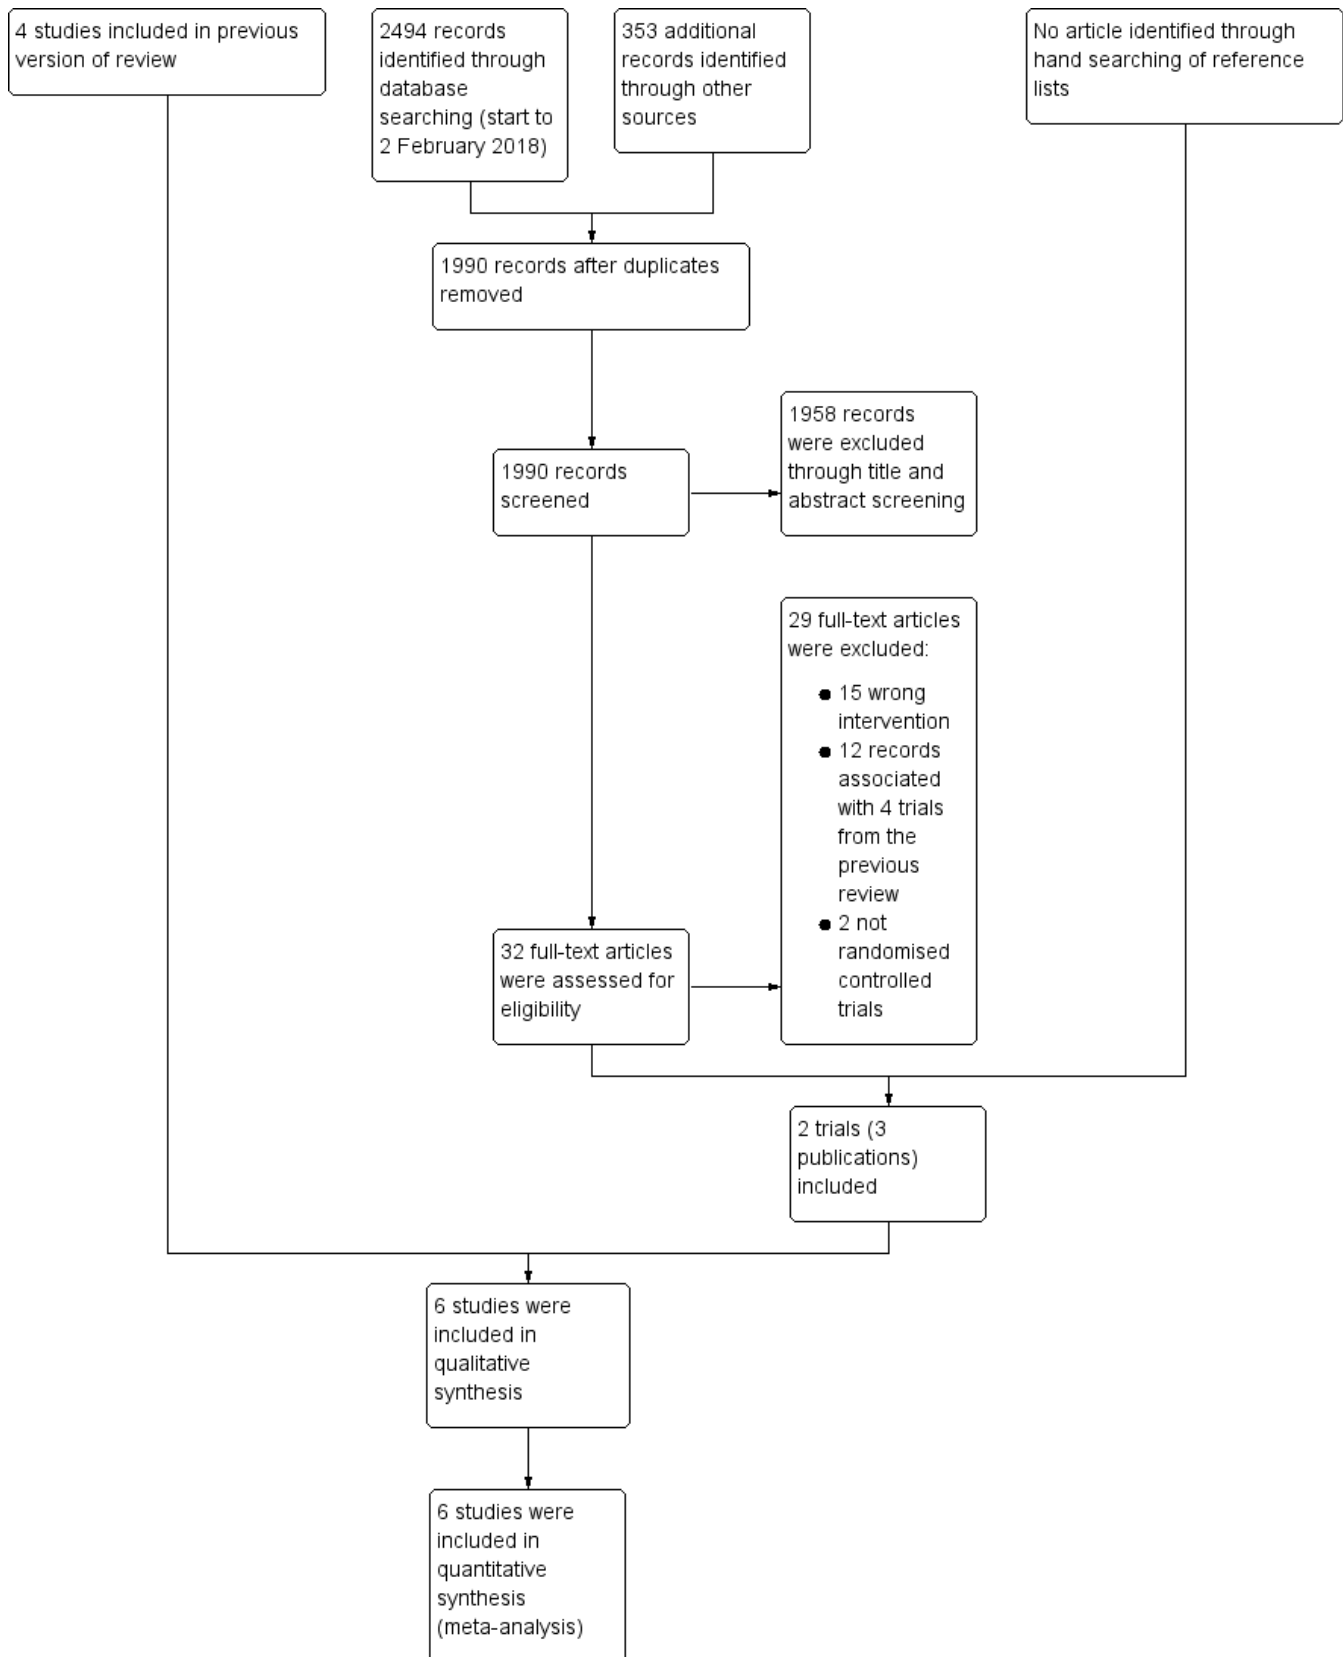 4 studies included in previous
version of review
2494 records
identified through
database
searching (start to
2 February 2018)
353 additional
records identified
through other
sources
No article identified through
hand searching of reference
lists
1990 records after duplicates
removed
1990 records
screened
1958 records
were excluded
through title and
abstract screening
29 full-text articles
were excluded:
● 15 wrong
intervention
● 12 records
associated
with 4 trials
from the
previous
review
● 2 not
randomised
controlled
trials
32 full-text articles
were assessed for
eligibility
2 trials (3
publications)
included
6 studies were
included in
qualitative
synthesis
6 studies were
included in
quantitative
synthesis
(meta-analysis)